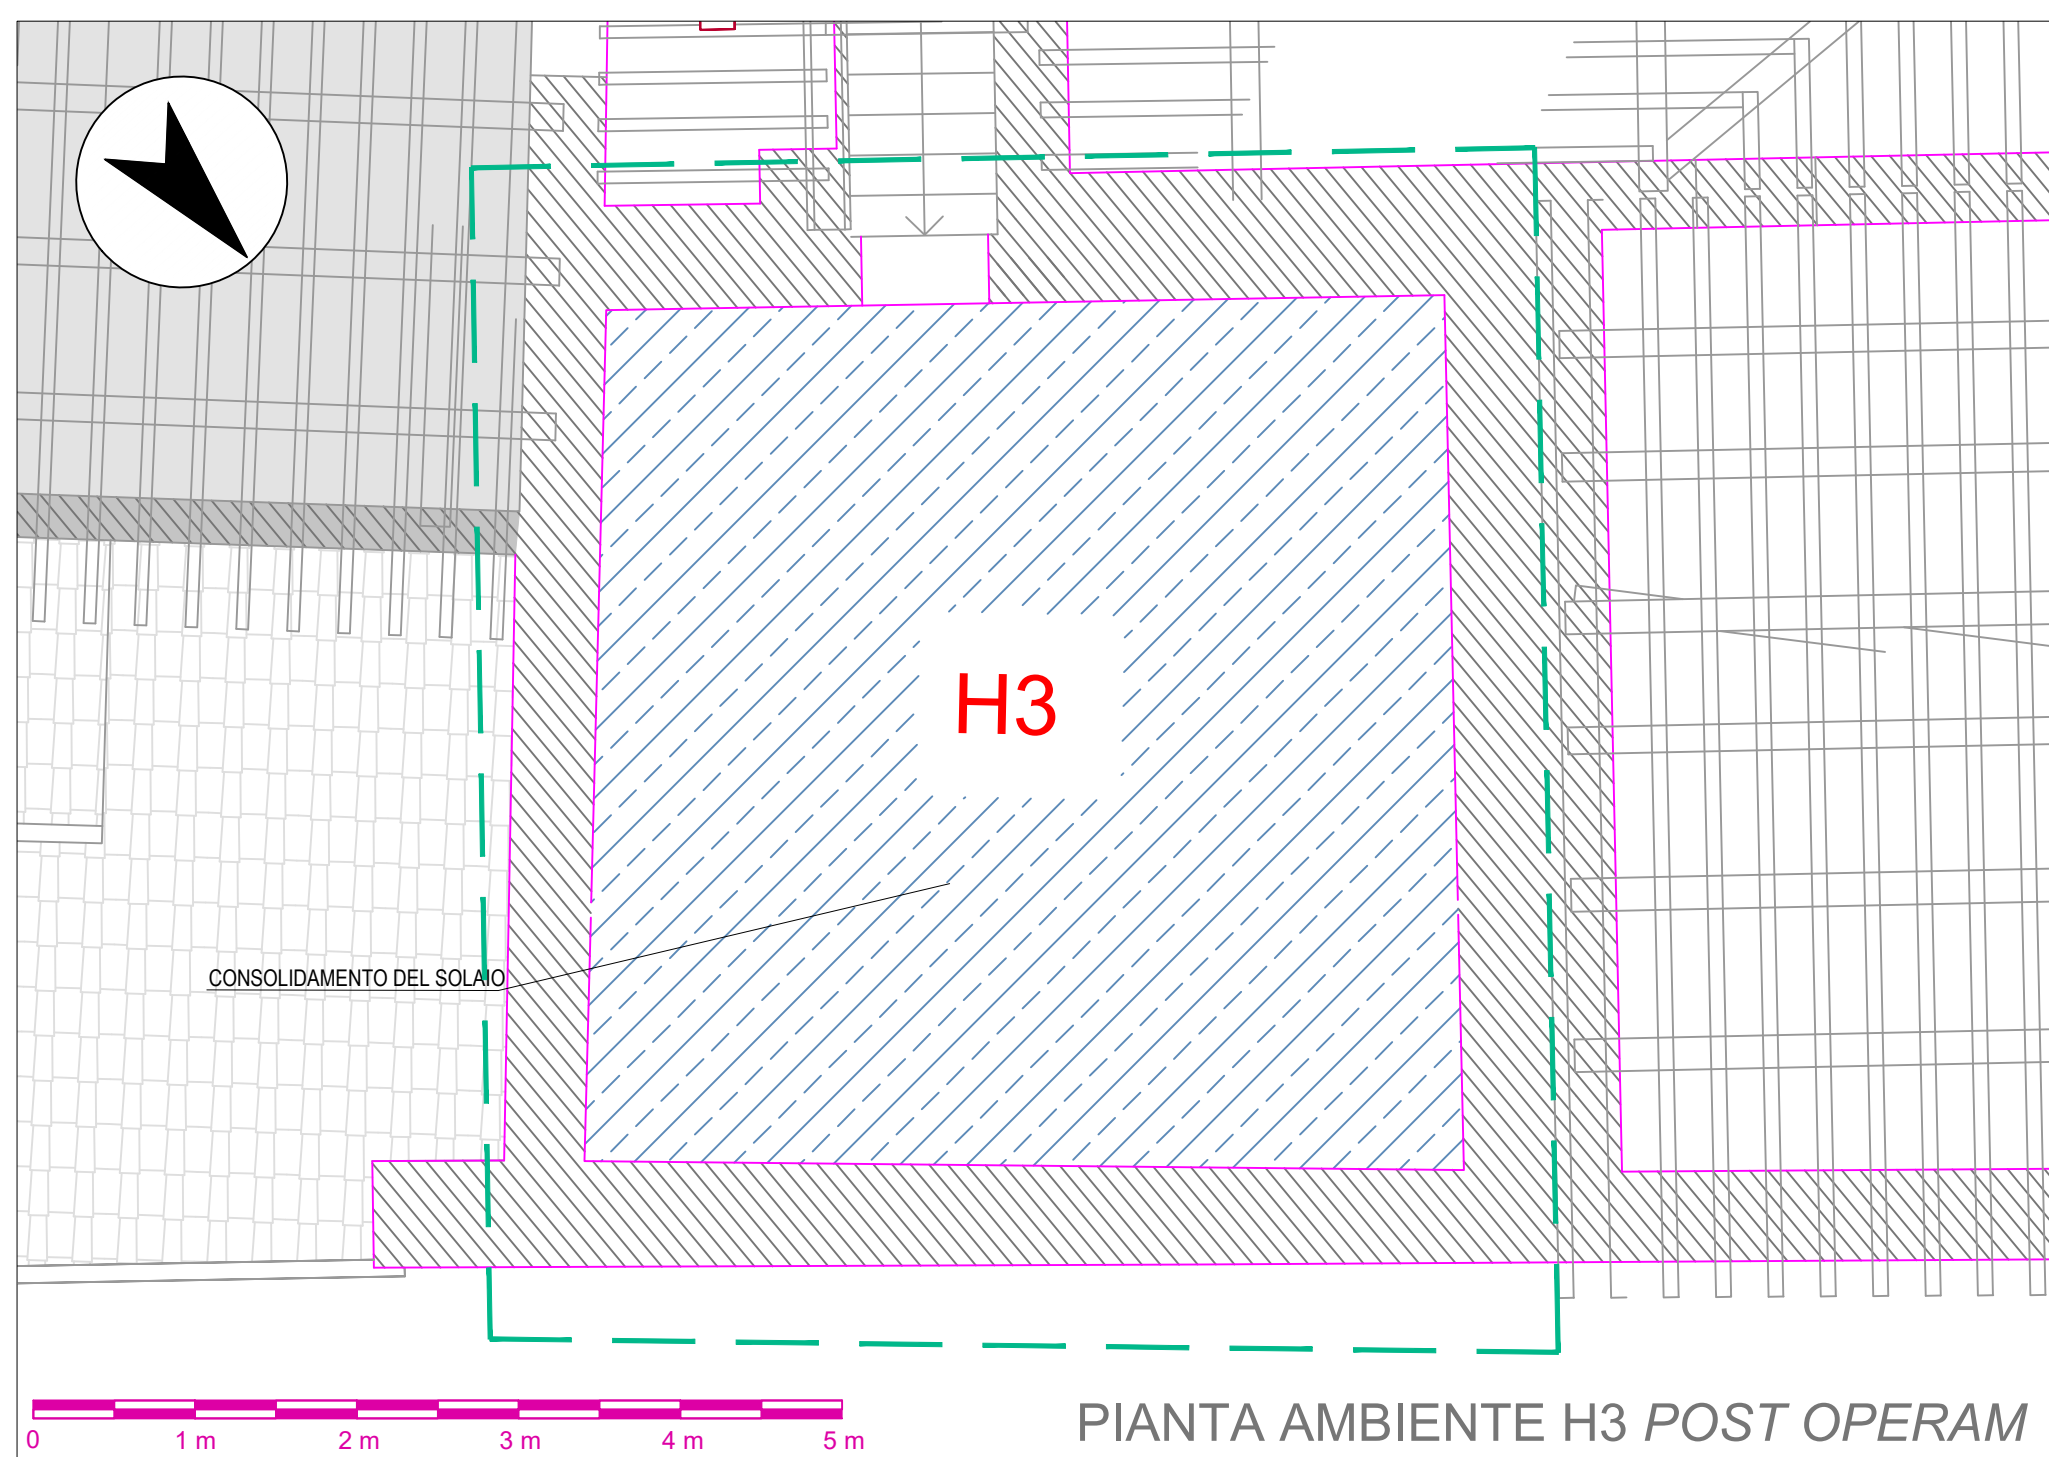 H3
CONSOLIDAMENTO DEL SOLAIO
0 1 m 2 m 3 m 4 m 5 m
PIANTA AMBIENTE H3 POST OPERAM